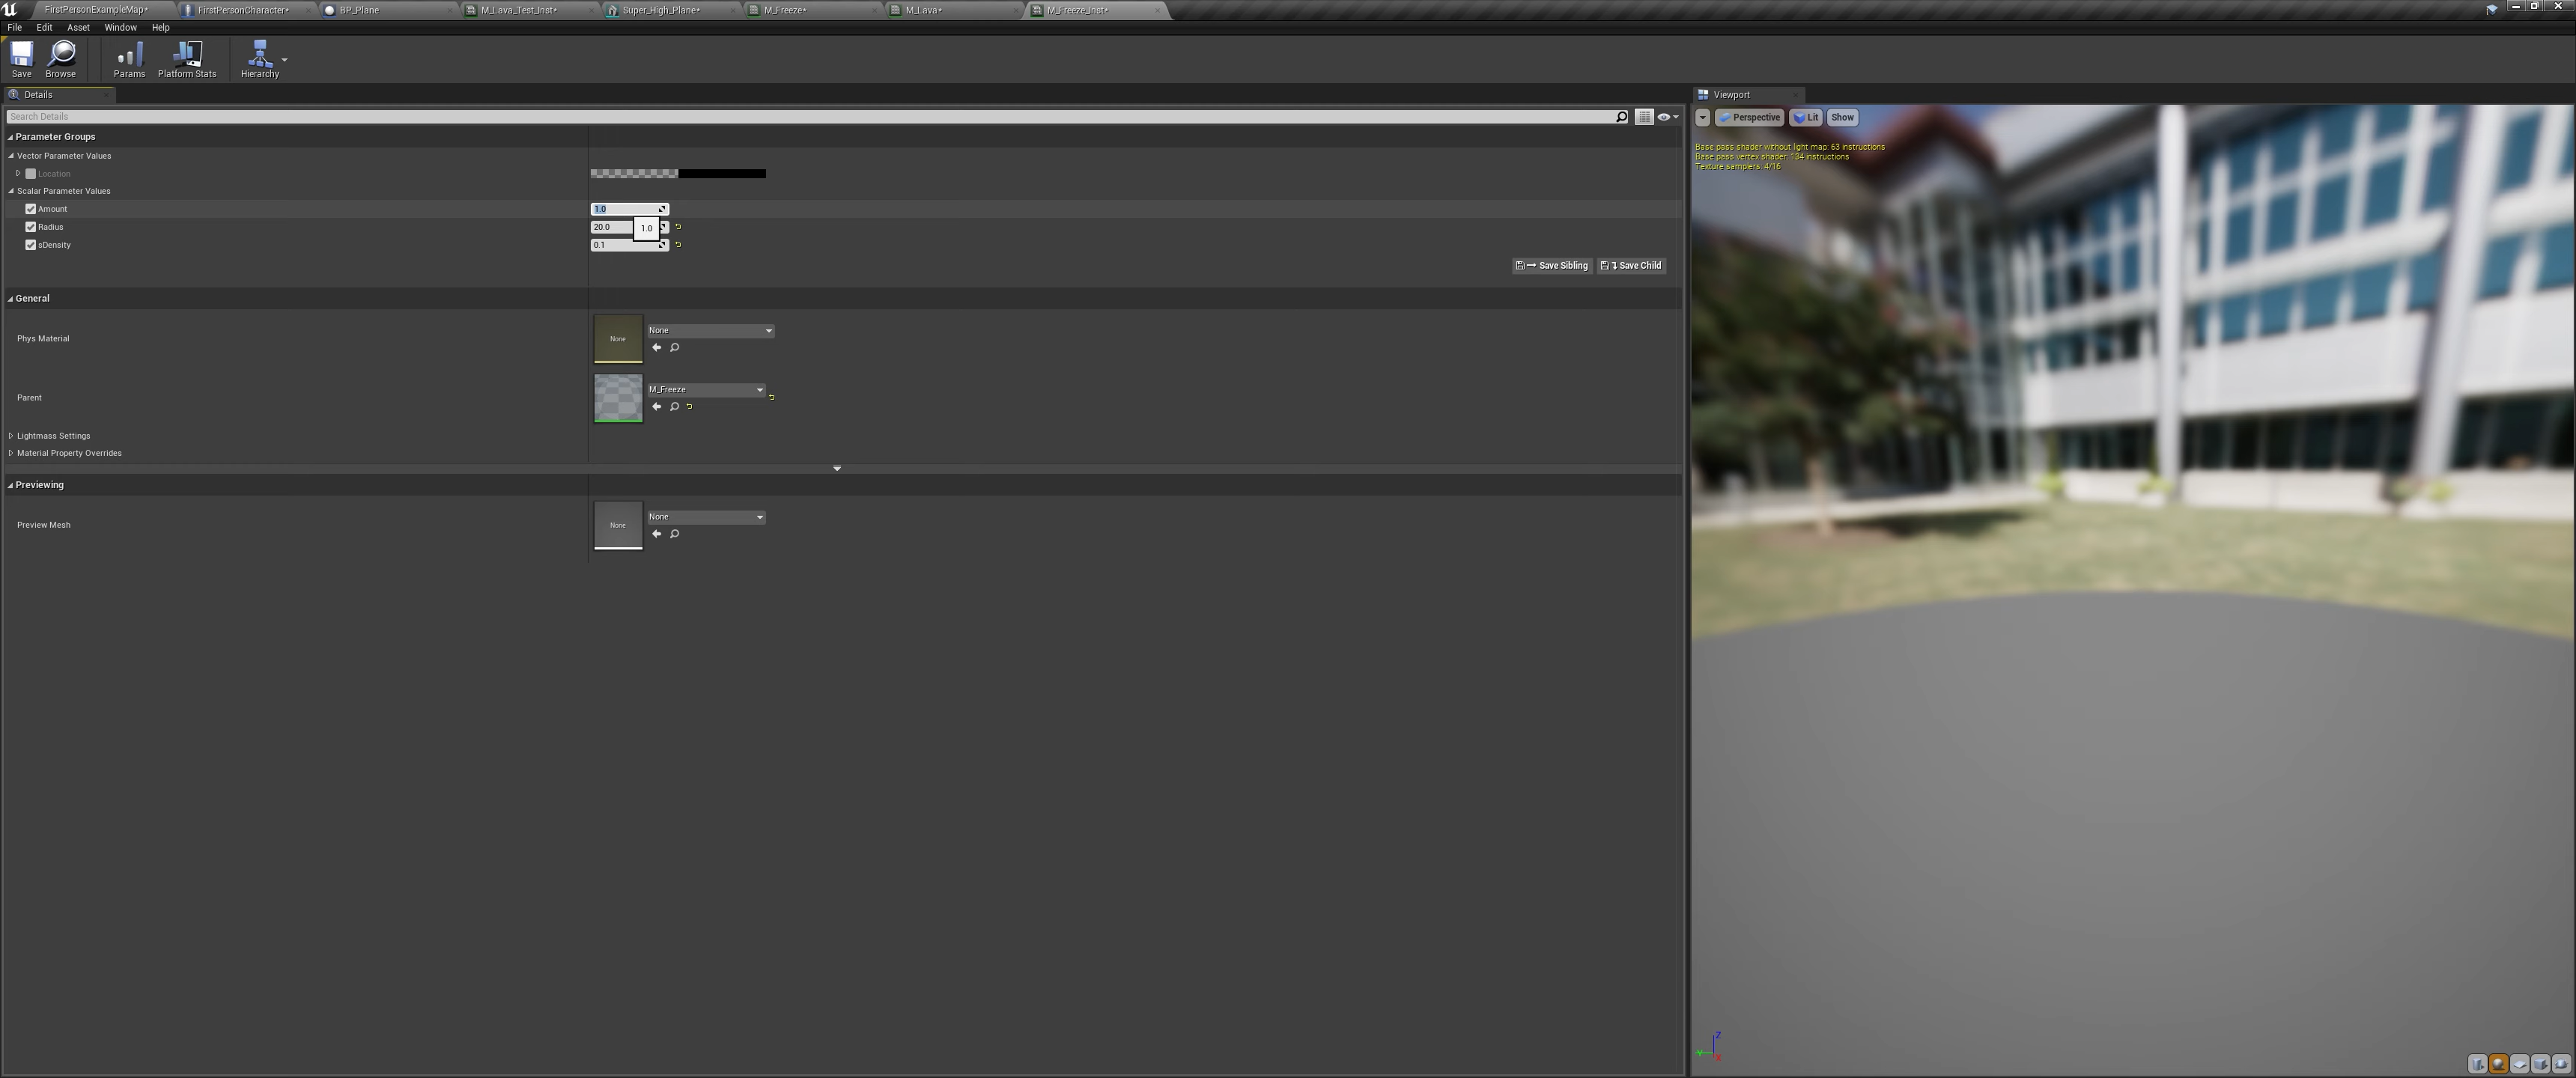 FirstPersonExampleMap*
FirstPersonCharacter*
BP_Plane
M_Lava_Test_Inst*
Super_High_Plane*
M_Freeze*
M_Lava*
M_Freeze_Inst*
File Edit Asset Window Help
Save Browse Params Platform Stats Hierarchy
Details
Viewport
Search Details
Perspective Lit Show
Parameter Groups
Base pass shader without light map: 63 instructions
Base pass vertex shader: 134 instructions
Texture samplers: 4/16
Vector Parameter Values
Location
Scalar Parameter Values
Amount 1.0
Radius 20.0
1.0
sDensity 0.1
Save Sibling Save Child
General
Phys Material None None
Parent M_Freeze
Lightmass Settings
Material Property Overrides
Previewing
Preview Mesh None None
Z
Y
X